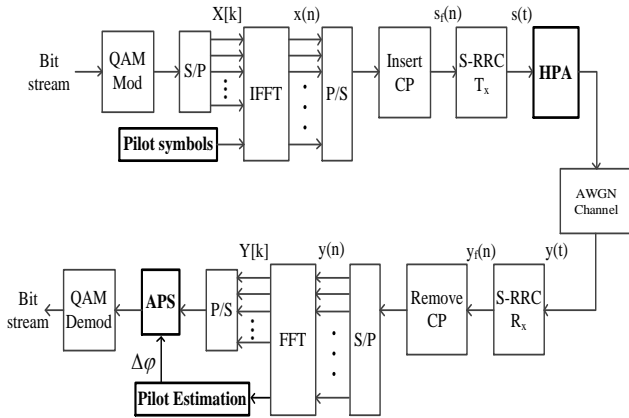 X[k]
x(n)
s_f(n)
s(t)
Bit
stream
QAM
Mod
S/P
IFFT
P/S
Insert
CP
S-RRC
T_x
HPA
Pilot symbols
AWGN
Channel
Y[k]
y(n)
y_f(n)
y(t)
Bit
stream
QAM
Demod
APS
P/S
FFT
S/P
Remove
CP
S-RRC
R_x
Δφ
Pilot Estimation